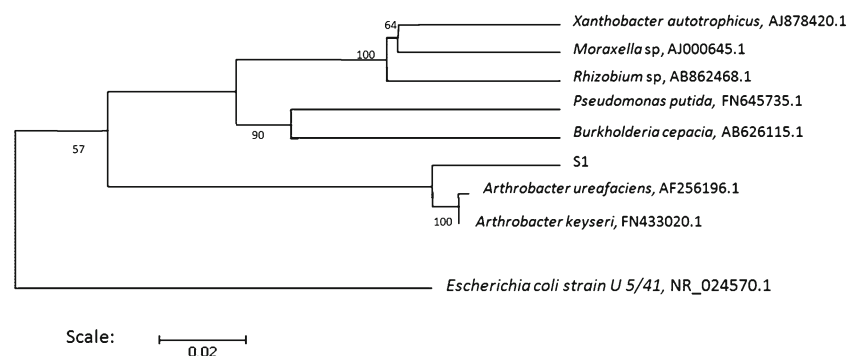 64
Xanthobacter autotrophicus, AJ878420.1
100
Moraxella sp, AJ000645.1
Rhizobium sp, AB862468.1
Pseudomonas putida, FN645735.1
90
Burkholderia cepacia, AB626115.1
57
S1
Arthrobacter ureafaciens, AF256196.1
100
Arthrobacter keyseri, FN433020.1
Escherichia coli strain U 5/41, NR_024570.1
Scale:
0.02